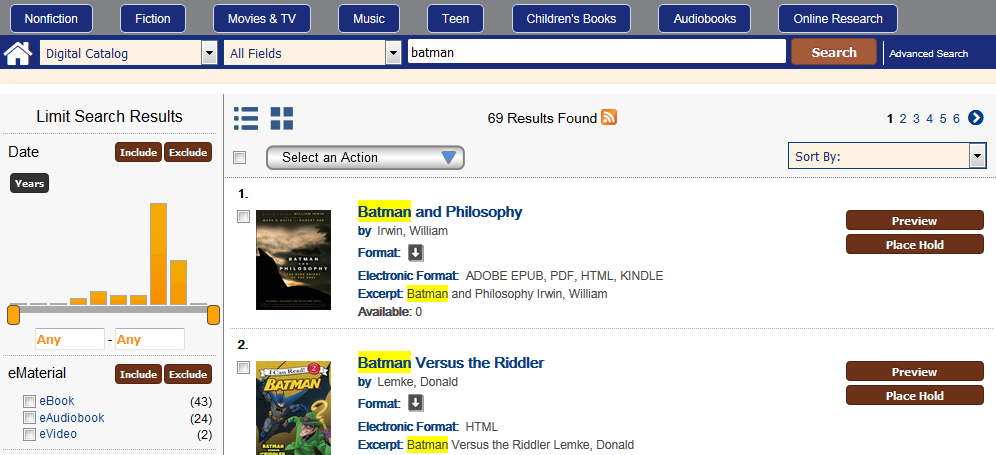 Nonfiction Fiction Movies & TV Music Teen Children's Books Audiobooks Online Research
Digital Catalog All Fields batman Search Advanced Search
Limit Search Results
Date Include Exclude
Years
Any - Any
eMaterial Include Exclude
eBook (43)
eAudiobook (24)
eVideo (2)
69 Results Found 1 2 3 4 5 6
Select an Action Sort By:
1.
BATMAN
AND
PHILOSOPHY
Batman and Philosophy
by Irwin, William
Format:
Electronic Format: ADOBE EPUB, PDF, HTML, KINDLE
Excerpt: Batman and Philosophy Irwin, William
Available: 0
Preview
Place Hold
2.
I Can Read! 2
BATMAN
BATMAN
Batman Versus the Riddler
by Lemke, Donald
Format:
Electronic Format: HTML
Excerpt: Batman Versus the Riddler Lemke, Donald
Preview
Place Hold